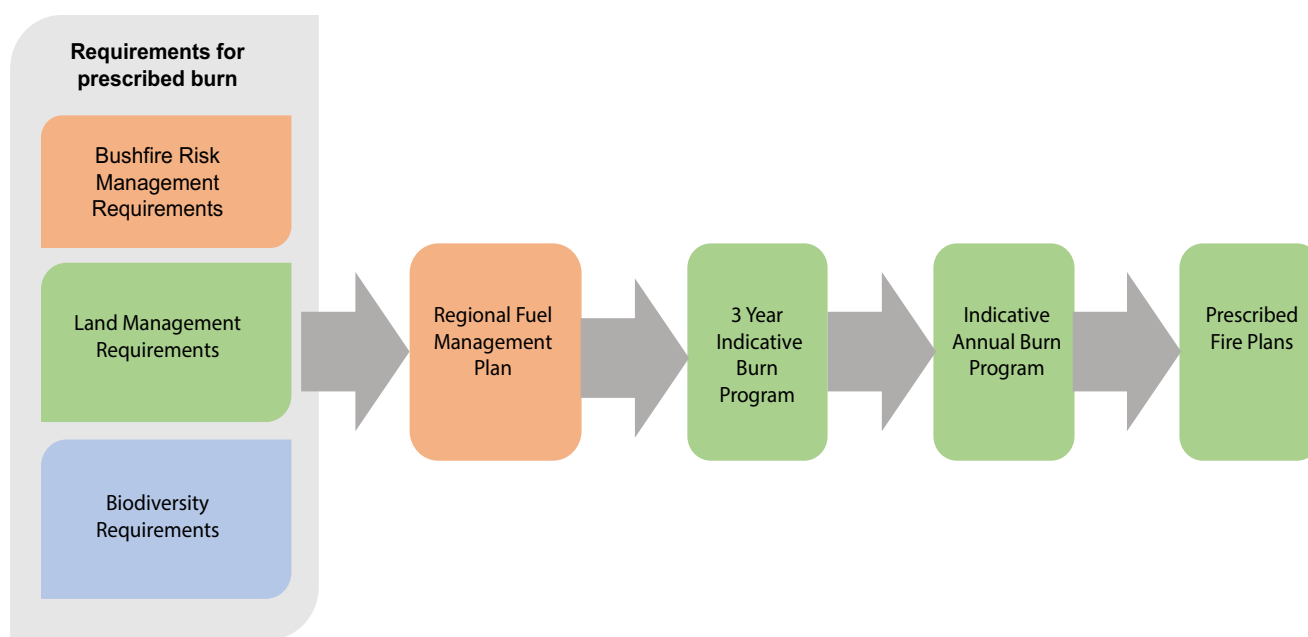 Requirements for
prescribed burn
Bushfire Risk
Management
Requirements
Land Management
Requirements
Biodiversity
Requirements
Regional Fuel
Management
Plan
3 Year
Indicative
Burn
Program
Indicative
Annual Burn
Program
Prescribed
Fire Plans